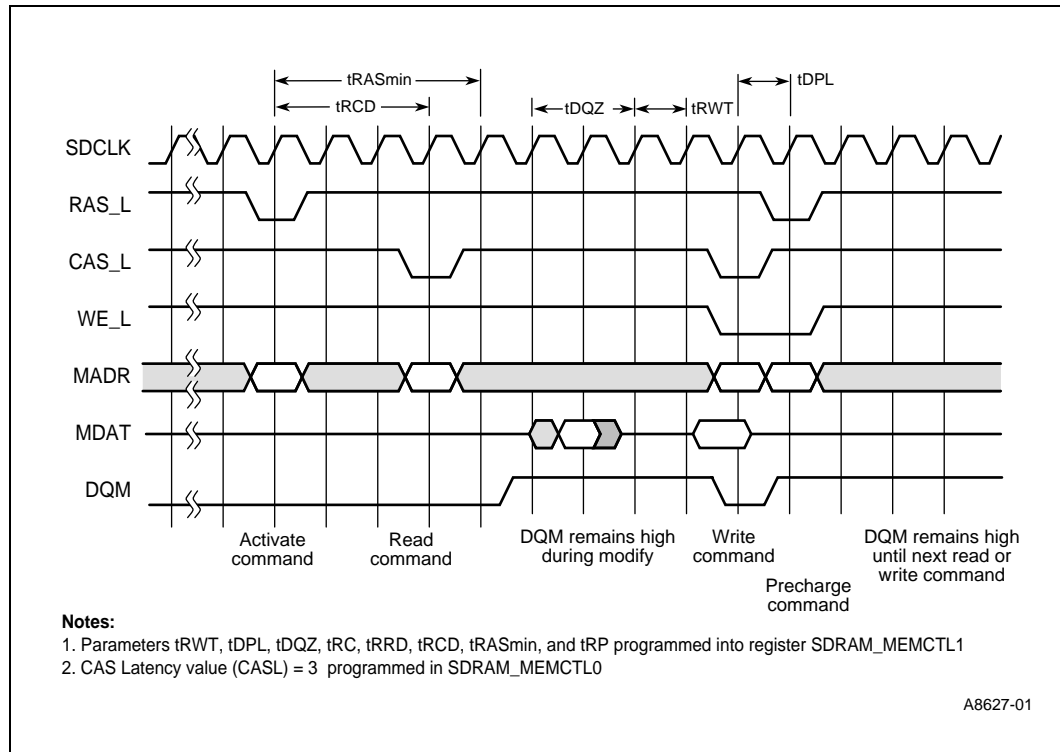 tRASmin
tDPL
tRCD
tDQZ
tRWT
SDCLK
RAS_L
CAS_L
WE_L
MADR
MDAT
DQM
Activate
command
Read
command
DQM remains high
during modify
Write
command
Precharge
command
DQM remains high
until next read or
write command
Notes:
1. Parameters tRWT, tDPL, tDQZ, tRC, tRRD, tRCD, tRASmin, and tRP programmed into register SDRAM_MEMCTL1
2. CAS Latency value (CASL) = 3 programmed in SDRAM_MEMCTL0
A8627-01